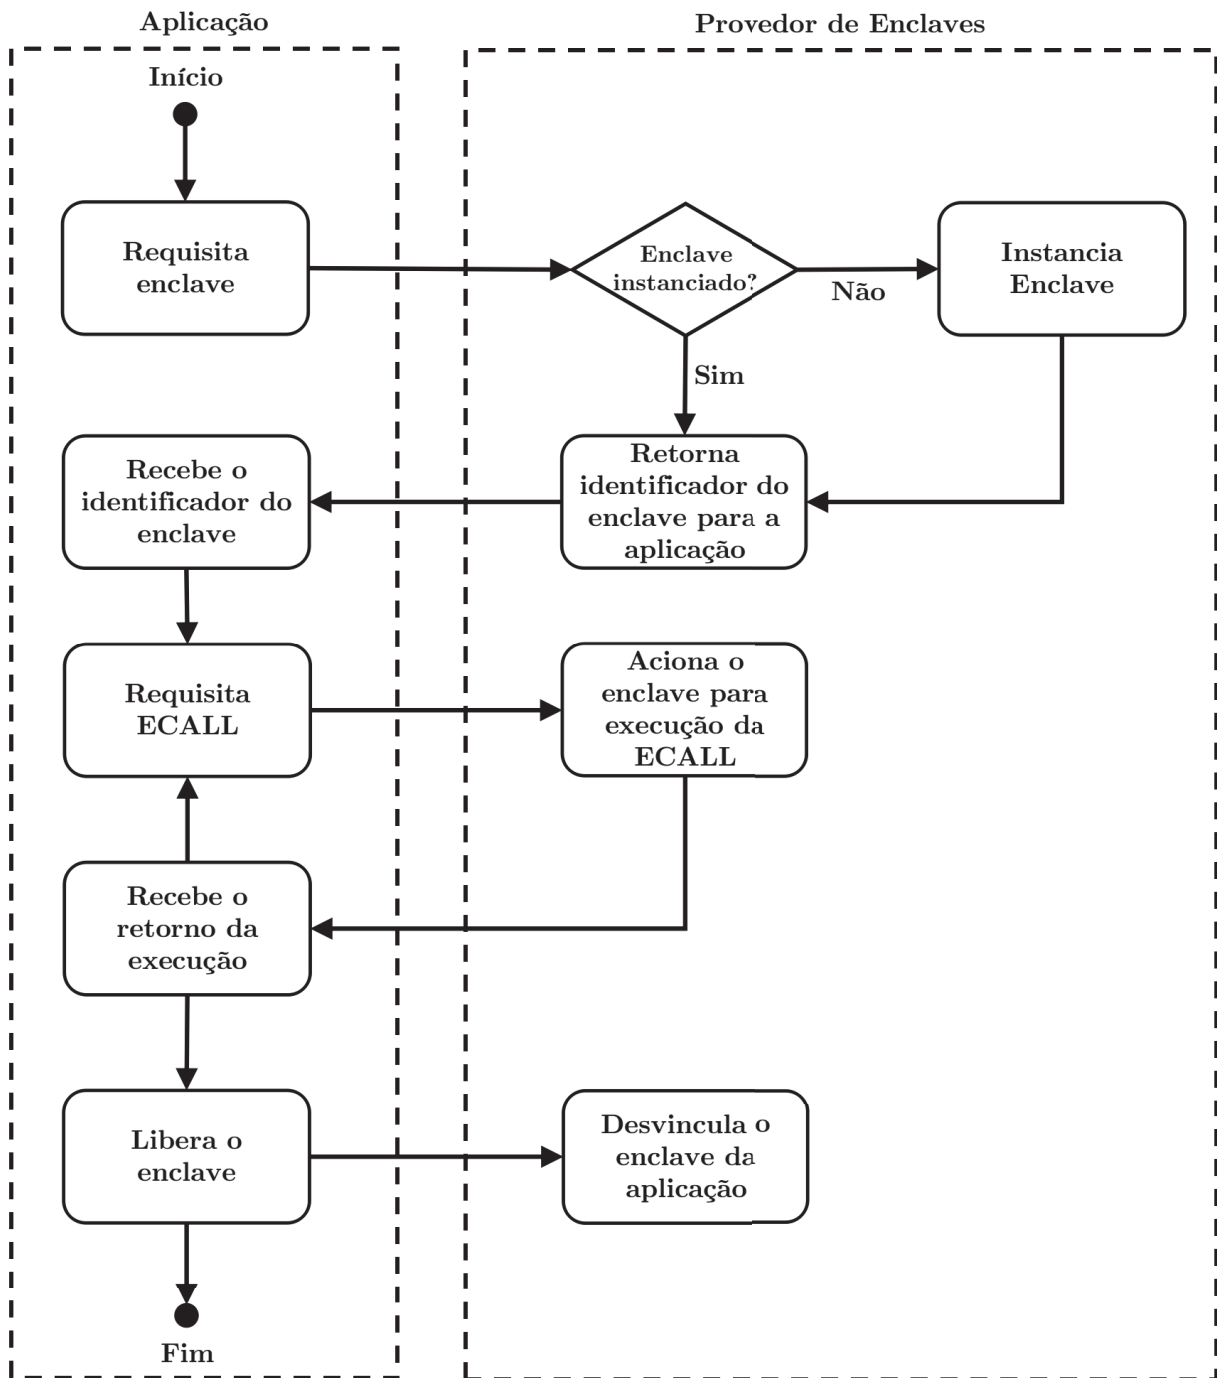 Aplicação
Provedor de Enclaves
Início
Requisita
enclave
Enclave
instanciado?
Não
Instancia
Enclave
Sim
Recebe o
identificador do
enclave
Retorna
identificador do
enclave para a
aplicação
Requisita
ECALL
Aciona o
enclave para
execução da
ECALL
Recebe o
retorno da
execução
Libera o
enclave
Desvincula o
enclave da
aplicação
Fim